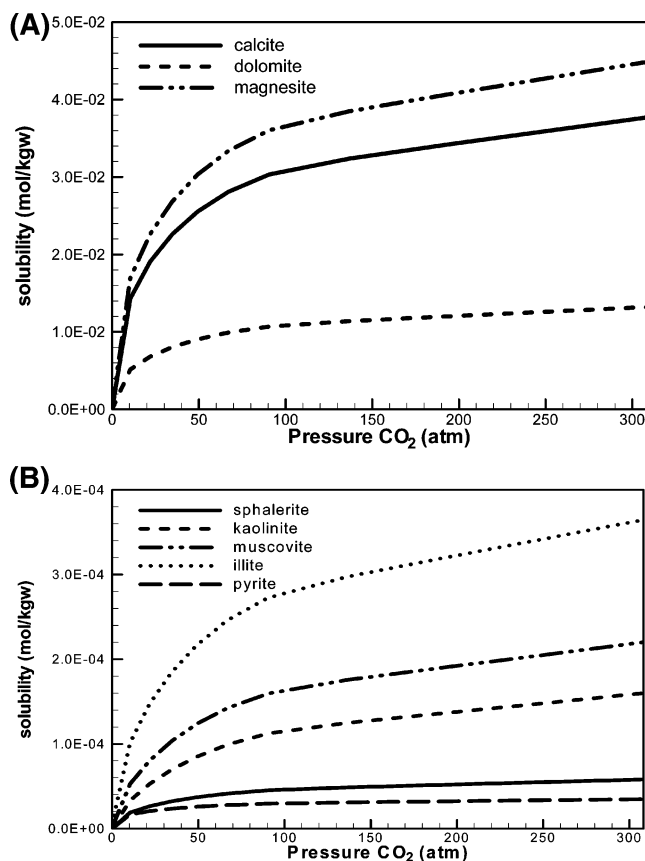 (A)
5.0E-02
4.0E-02
3.0E-02
2.0E-02
1.0E-02
0.0E+00
solubility (mol/kgw)
calcite
dolomite
magnesite
0 50 100 150 200 250 300
Pressure CO₂ (atm)
(B)
4.0E-04
3.0E-04
2.0E-04
1.0E-04
0.0E+00
solubility (mol/kgw)
sphalerite
kaolinite
muscovite
illite
pyrite
0 50 100 150 200 250 300
Pressure CO₂ (atm)